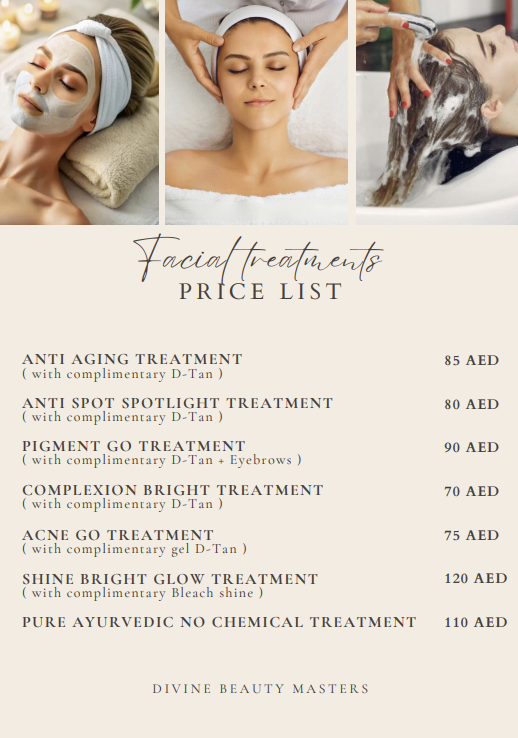 Facial treatments
PRICE LIST
ANTI AGING TREATMENT 85 AED
( with complimentary D-Tan )
ANTI SPOT SPOTLIGHT TREATMENT 80 AED
( with complimentary D-Tan )
PIGMENT GO TREATMENT 90 AED
( with complimentary D-Tan + Eyebrows )
COMPLEXION BRIGHT TREATMENT 70 AED
( with complimentary D-Tan )
ACNE GO TREATMENT 75 AED
( with complimentary gel D-Tan )
SHINE BRIGHT GLOW TREATMENT 120 AED
( with complimentary Bleach shine )
PURE AYURVEDIC NO CHEMICAL TREATMENT 110 AED
DIVINE BEAUTY MASTERS